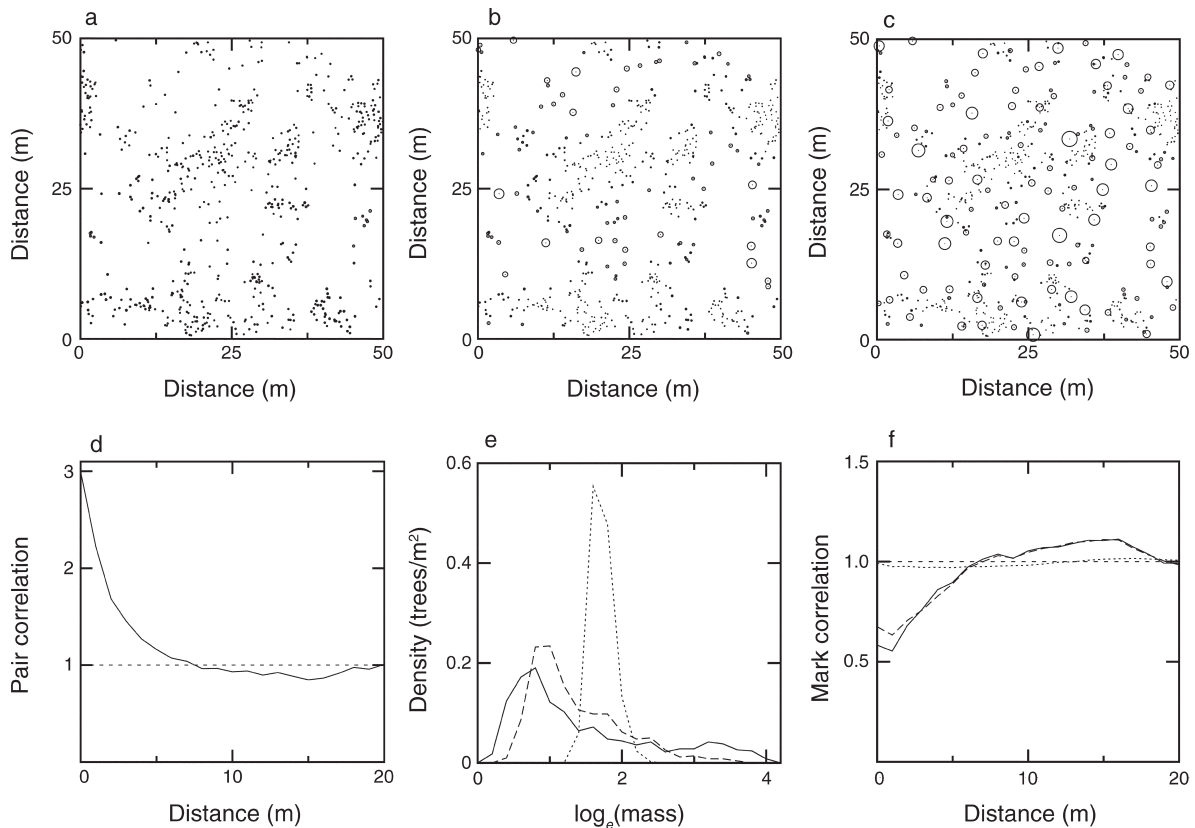 a
b
c
50
25
0
0
25
50
Distance (m)
Distance (m)
50
25
0
0
25
50
Distance (m)
Distance (m)
50
25
0
0
25
50
Distance (m)
Distance (m)
d
e
f
3
2
1
0
10
20
Pair correlation
Distance (m)
0.6
0.4
0.2
0
0
2
4
Density (trees/m²)
logₑ(mass)
1.5
1.0
0.5
0
10
20
Mark correlation
Distance (m)